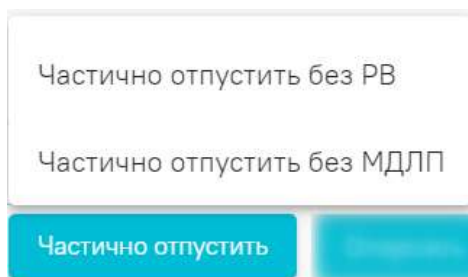 Частично отпустить без РВ
Частично отпустить без МДЛП
Частично отпустить